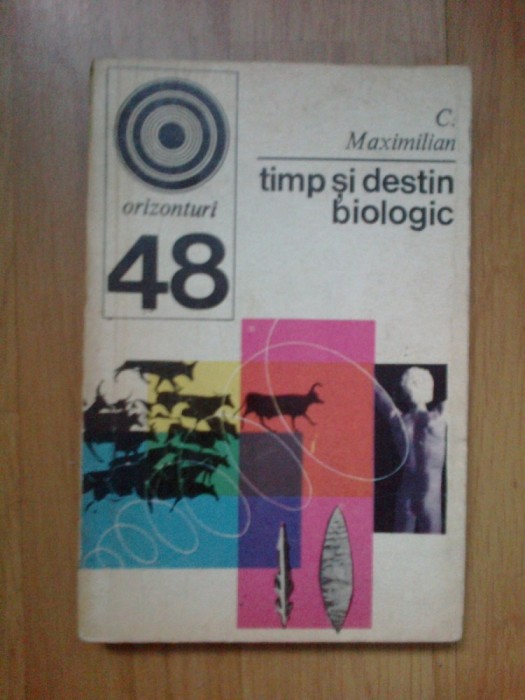 orizonturi
48
C.
Maximilian
timp și destin
biologic